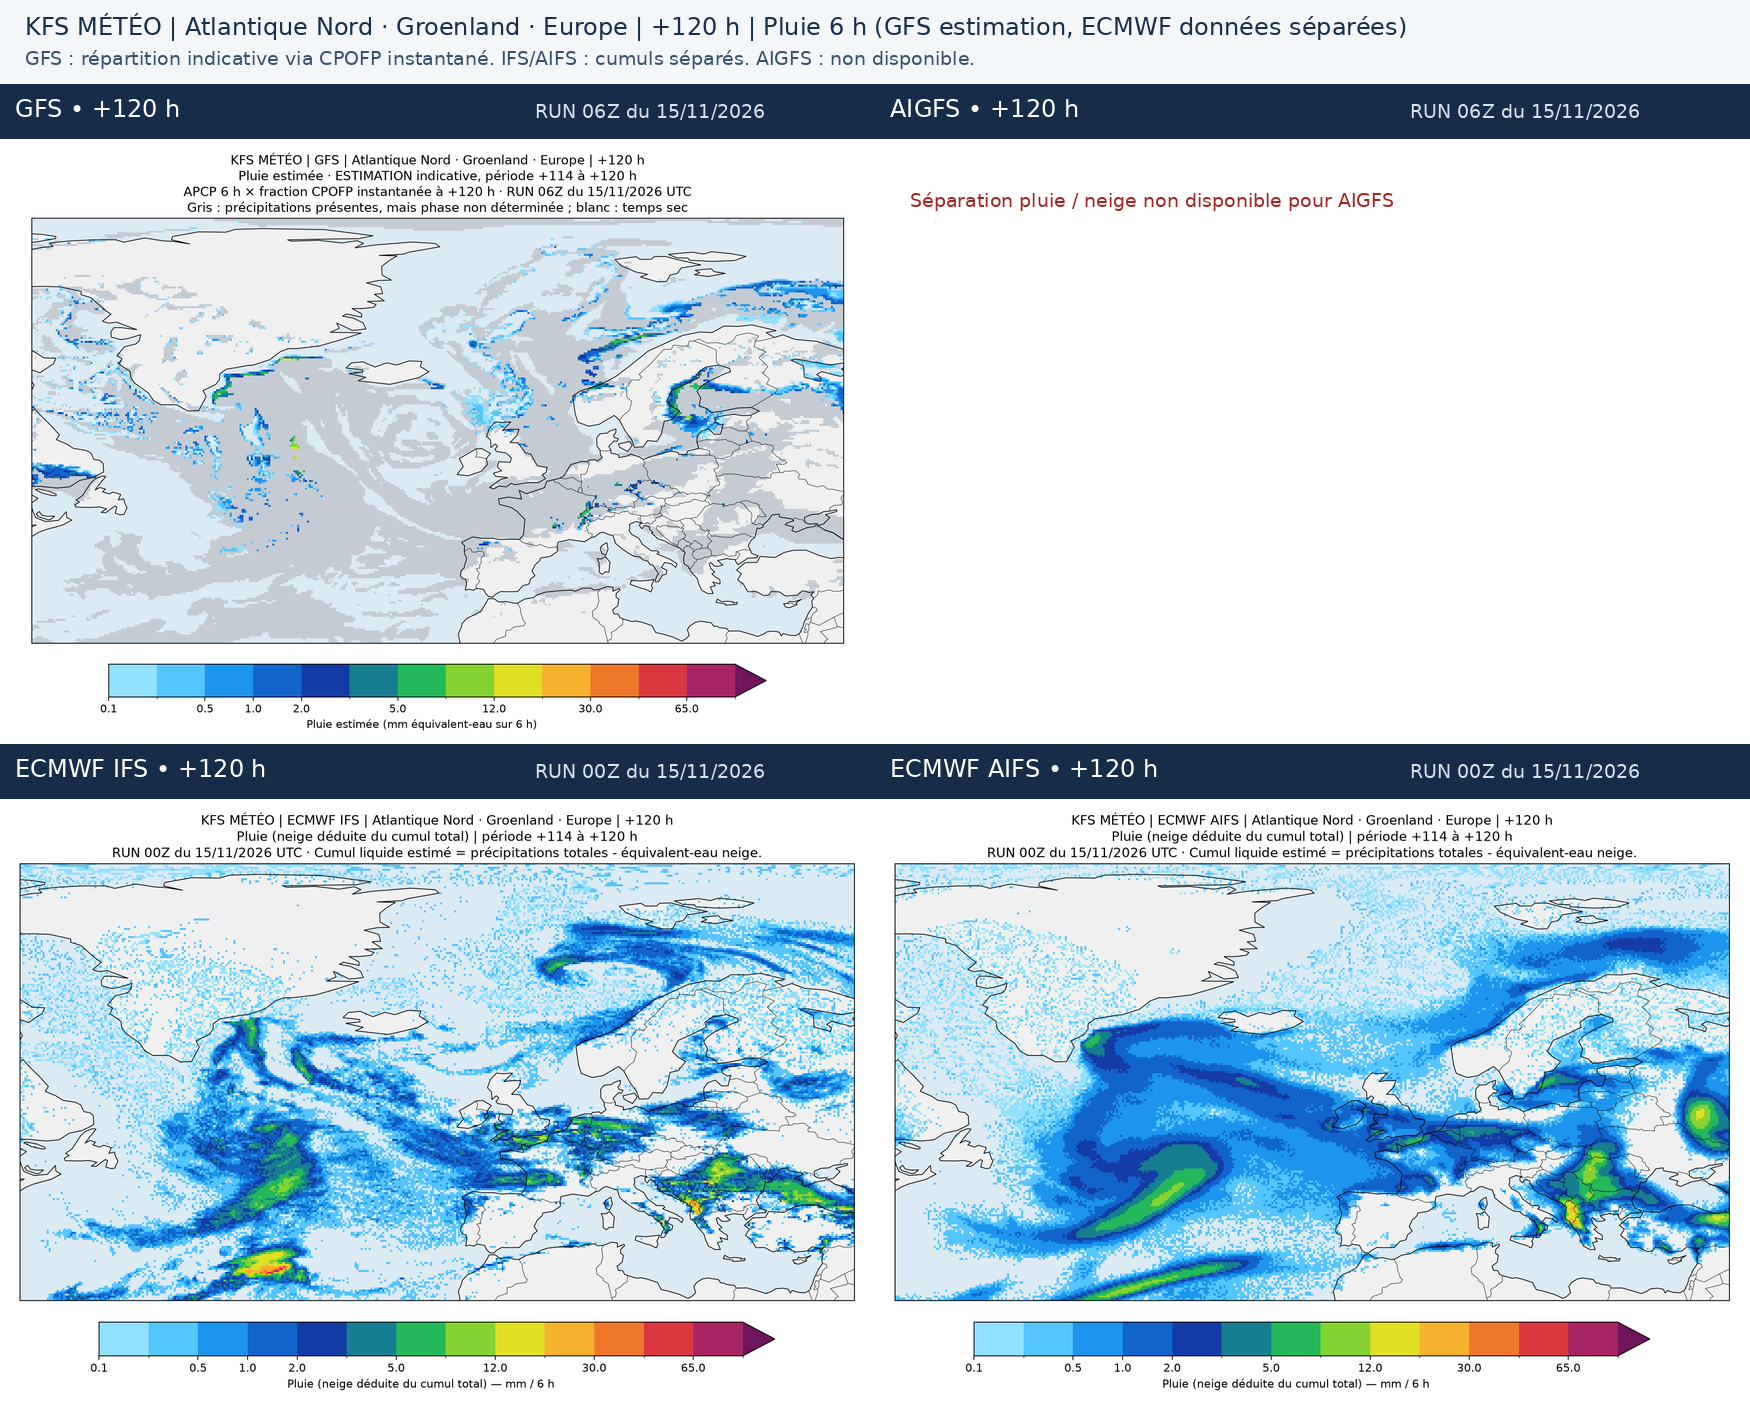 KFS MÉTÉO | Atlantique Nord · Groenland · Europe | +120 h | Pluie 6 h (GFS estimation, ECMWF données séparées)
GFS : répartition indicative via CPOFP instantané. IFS/AIFS : cumuls séparés. AIGFS : non disponible.
GFS • +120 h
RUN 06Z du 15/11/2026
AIGFS • +120 h
RUN 06Z du 15/11/2026
KFS MÉTÉO | GFS | Atlantique Nord · Groenland · Europe | +120 h
Pluie estimée · ESTIMATION indicative, période +114 à +120 h
APCP 6 h × fraction CPOFP instantanée à +120 h · RUN 06Z du 15/11/2026 UTC
Gris : précipitations présentes, mais phase non déterminée ; blanc : temps sec
Séparation pluie / neige non disponible pour AIGFS
0.1 0.5 1.0 2.0 5.0 12.0 30.0 65.0
Pluie estimée (mm équivalent-eau sur 6 h)
ECMWF IFS • +120 h
RUN 00Z du 15/11/2026
ECMWF AIFS • +120 h
RUN 00Z du 15/11/2026
KFS MÉTÉO | ECMWF IFS | Atlantique Nord · Groenland · Europe | +120 h
Pluie (neige déduite du cumul total) | période +114 à +120 h
RUN 00Z du 15/11/2026 UTC · Cumul liquide estimé = précipitations totales - équivalent-eau neige.
KFS MÉTÉO | ECMWF AIFS | Atlantique Nord · Groenland · Europe | +120 h
Pluie (neige déduite du cumul total) | période +114 à +120 h
RUN 00Z du 15/11/2026 UTC · Cumul liquide estimé = précipitations totales - équivalent-eau neige.
0.1 0.5 1.0 2.0 5.0 12.0 30.0 65.0
Pluie (neige déduite du cumul total) — mm / 6 h
0.1 0.5 1.0 2.0 5.0 12.0 30.0 65.0
Pluie (neige déduite du cumul total) — mm / 6 h